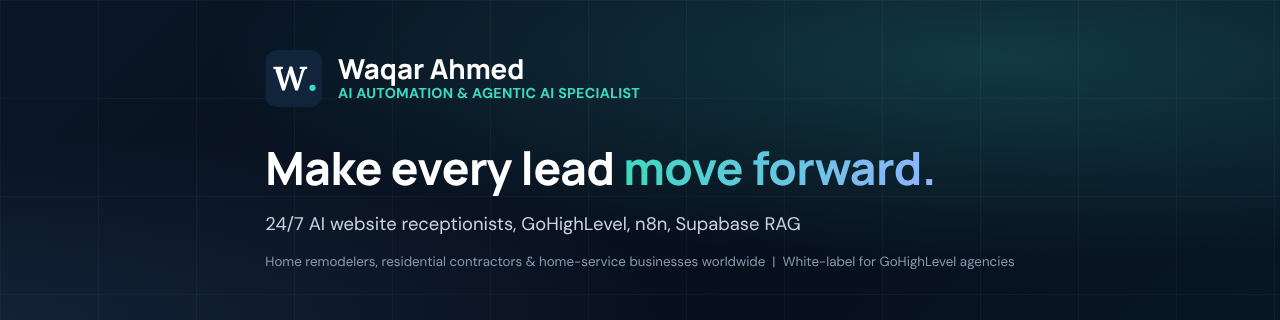 W.
Waqar Ahmed
AI AUTOMATION & AGENTIC AI SPECIALIST
Make every lead move forward.
24/7 AI website receptionists, GoHighLevel, n8n, Supabase RAG
Home remodelers, residential contractors & home-service businesses worldwide | White-label for GoHighLevel agencies